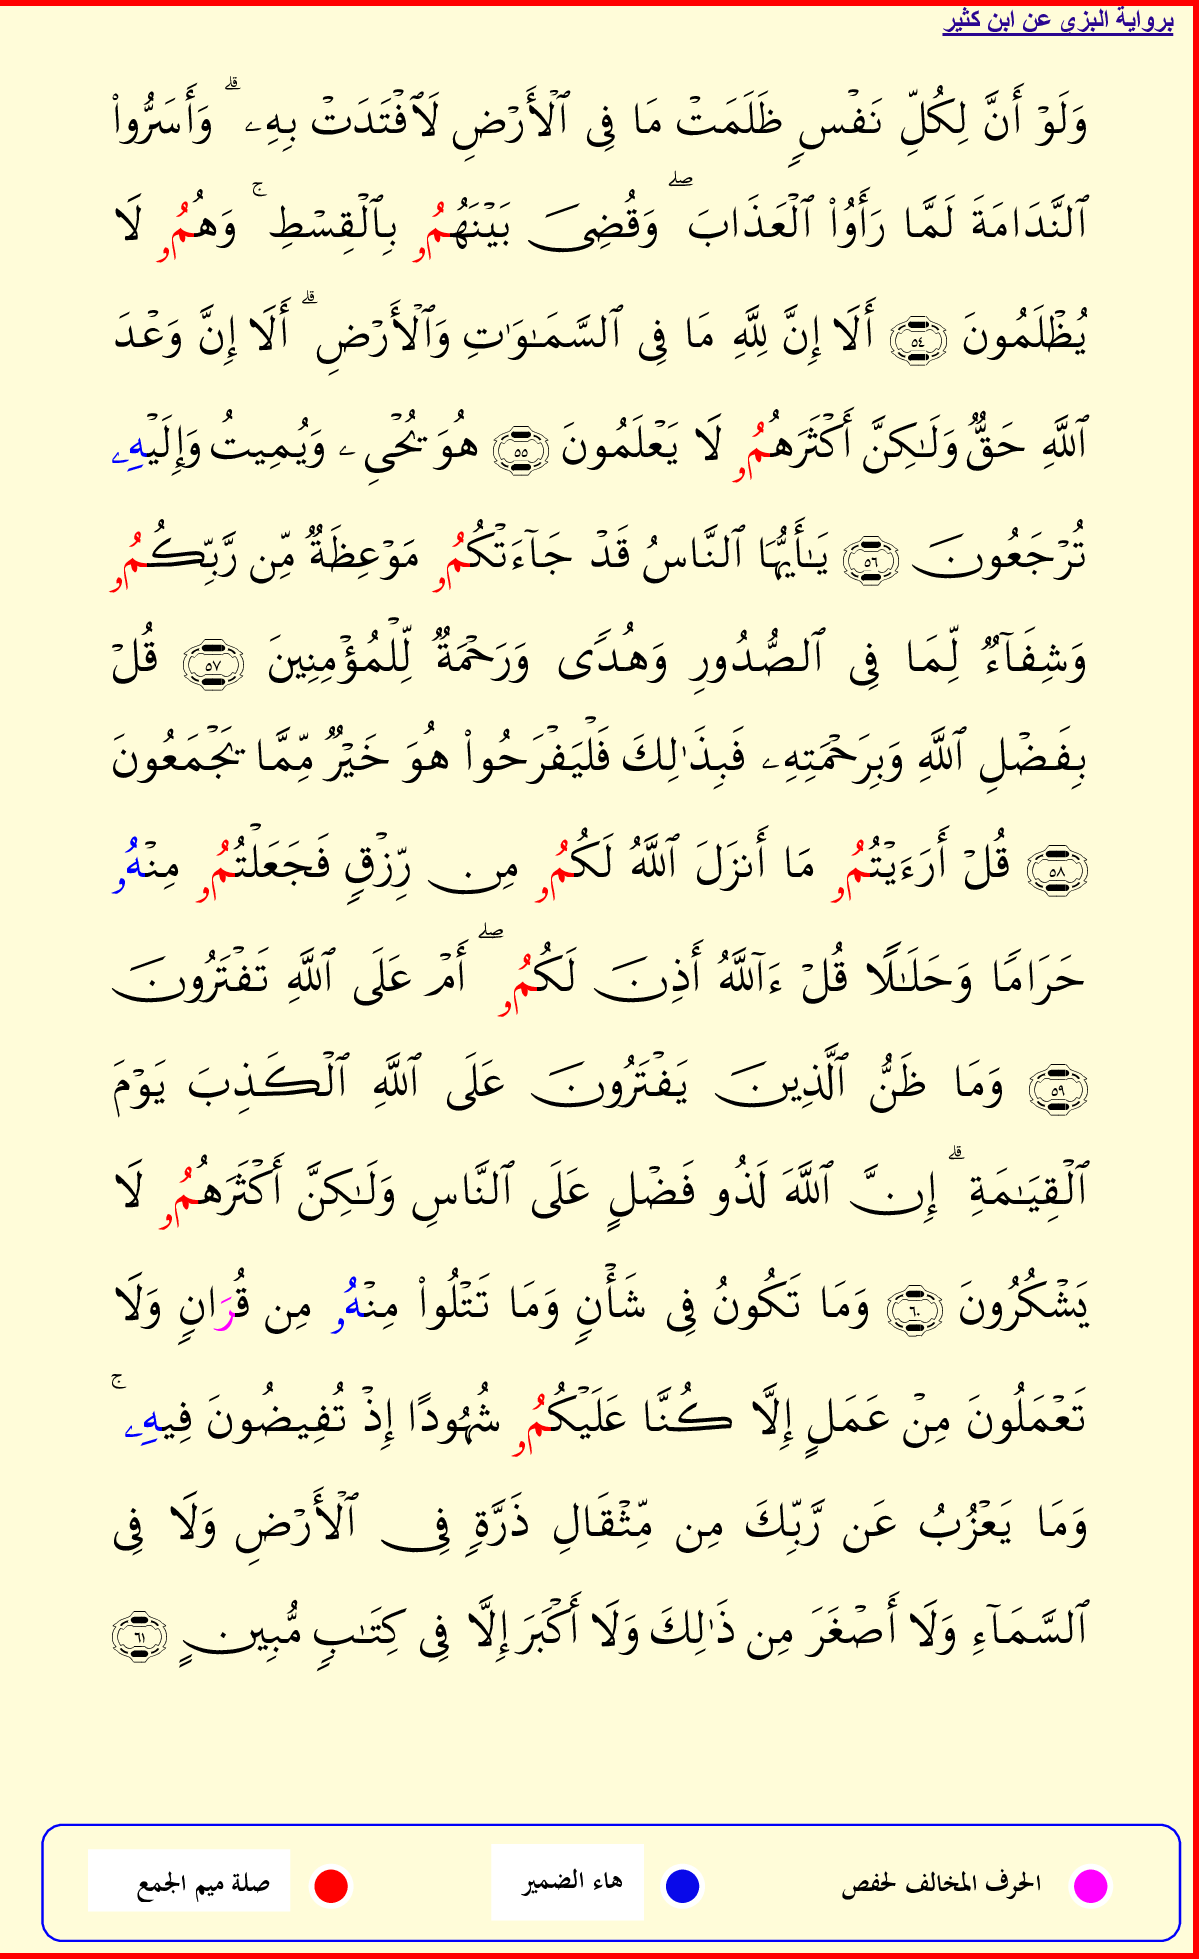 برواية البزى عن ابن كثير
وَلَوۡ أَنَّ لِكُلِّ نَفۡسٖ ظَلَمَتۡ مَا فِي ٱلۡأَرۡضِ لَٱفۡتَدَتۡ بِهِۦۗ وَأَسَرُّواْ
ٱلنَّدَامَةَ لَمَّا رَأَوُاْ ٱلۡعَذَابَۖ وَقُضِيَ بَيۡنَهُمُۥ بِٱلۡقِسۡطِۚ وَهُمُۥ لَا
يُظۡلَمُونَ ٥٤ أَلَا إِنَّ لِلَّهِ مَا فِي ٱلسَّمَٰوَٰتِ وَٱلۡأَرۡضِۗ أَلَا إِنَّ وَعۡدَ
ٱللَّهِ حَقّٞ وَلَٰكِنَّ أَكۡثَرَهُمُۥ لَا يَعۡلَمُونَ ٥٥ هُوَ يُحۡيِۦ وَيُمِيتُ وَإِلَيۡهِۦ
تُرۡجَعُونَ ٥٦ يَٰأَيُّهَا ٱلنَّاسُ قَدۡ جَآءَتۡكُمُۥ مَوۡعِظَةٞ مِّن رَّبِّكُمُۥ
وَشِفَآءٞ لِّمَا فِي ٱلصُّدُورِ وَهُدٗى وَرَحۡمَةٞ لِّلۡمُؤۡمِنِينَ ٥٧ قُلۡ
بِفَضۡلِ ٱللَّهِ وَبِرَحۡمَتِهِۦ فَبِذَٰلِكَ فَلۡيَفۡرَحُواْ هُوَ خَيۡرٞ مِّمَّا يَجۡمَعُونَ
٥٨ قُلۡ أَرَءَيۡتُمُۥ مَا أَنزَلَ ٱللَّهُ لَكُمُۥ مِن رِّزۡقٖ فَجَعَلۡتُمُۥ مِنۡهُۥ
حَرَامٗا وَحَلَٰلٗا قُلۡ ءَآللَّهُ أَذِنَ لَكُمُۥۖ أَمۡ عَلَى ٱللَّهِ تَفۡتَرُونَ
٥٩ وَمَا ظَنُّ ٱلَّذِينَ يَفۡتَرُونَ عَلَى ٱللَّهِ ٱلۡكَذِبَ يَوۡمَ
ٱلۡقِيَٰمَةِۗ إِنَّ ٱللَّهَ لَذُو فَضۡلٍ عَلَى ٱلنَّاسِ وَلَٰكِنَّ أَكۡثَرَهُمُۥ لَا
يَشۡكُرُونَ ٦٠ وَمَا تَكُونُ فِي شَأۡنٖ وَمَا تَتۡلُواْ مِنۡهُۥ مِن قُرَانٖ وَلَا
تَعۡمَلُونَ مِنۡ عَمَلٍ إِلَّا كُنَّا عَلَيۡكُمُۥ شُهُودًا إِذۡ تُفِيضُونَ فِيهِۦۚ
وَمَا يَعۡزُبُ عَن رَّبِّكَ مِن مِّثۡقَالِ ذَرَّةٖ فِي ٱلۡأَرۡضِ وَلَا فِي
ٱلسَّمَآءِ وَلَا أَصۡغَرَ مِن ذَٰلِكَ وَلَا أَكۡبَرَ إِلَّا فِي كِتَٰبٖ مُّبِينٍ ٦١
الحرف المخالف لحفص هاء الضمير صلة ميم الجمع